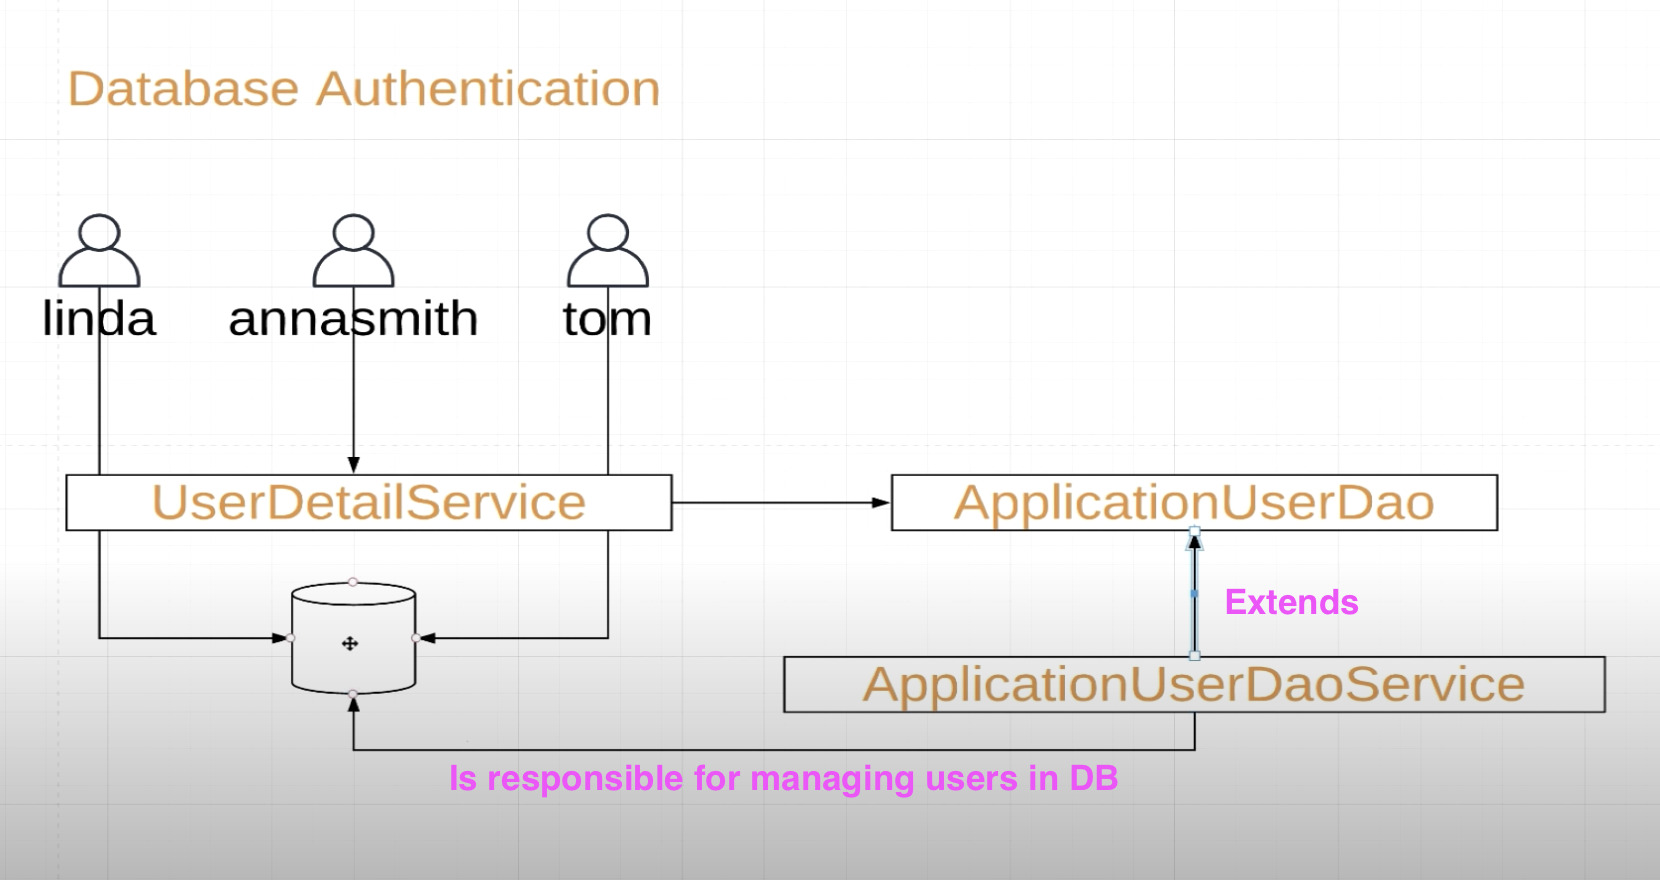 Database Authentication
linda
annasmith
tom
UserDetailService
ApplicationUserDao
Extends
ApplicationUserDaoService
Is responsible for managing users in DB